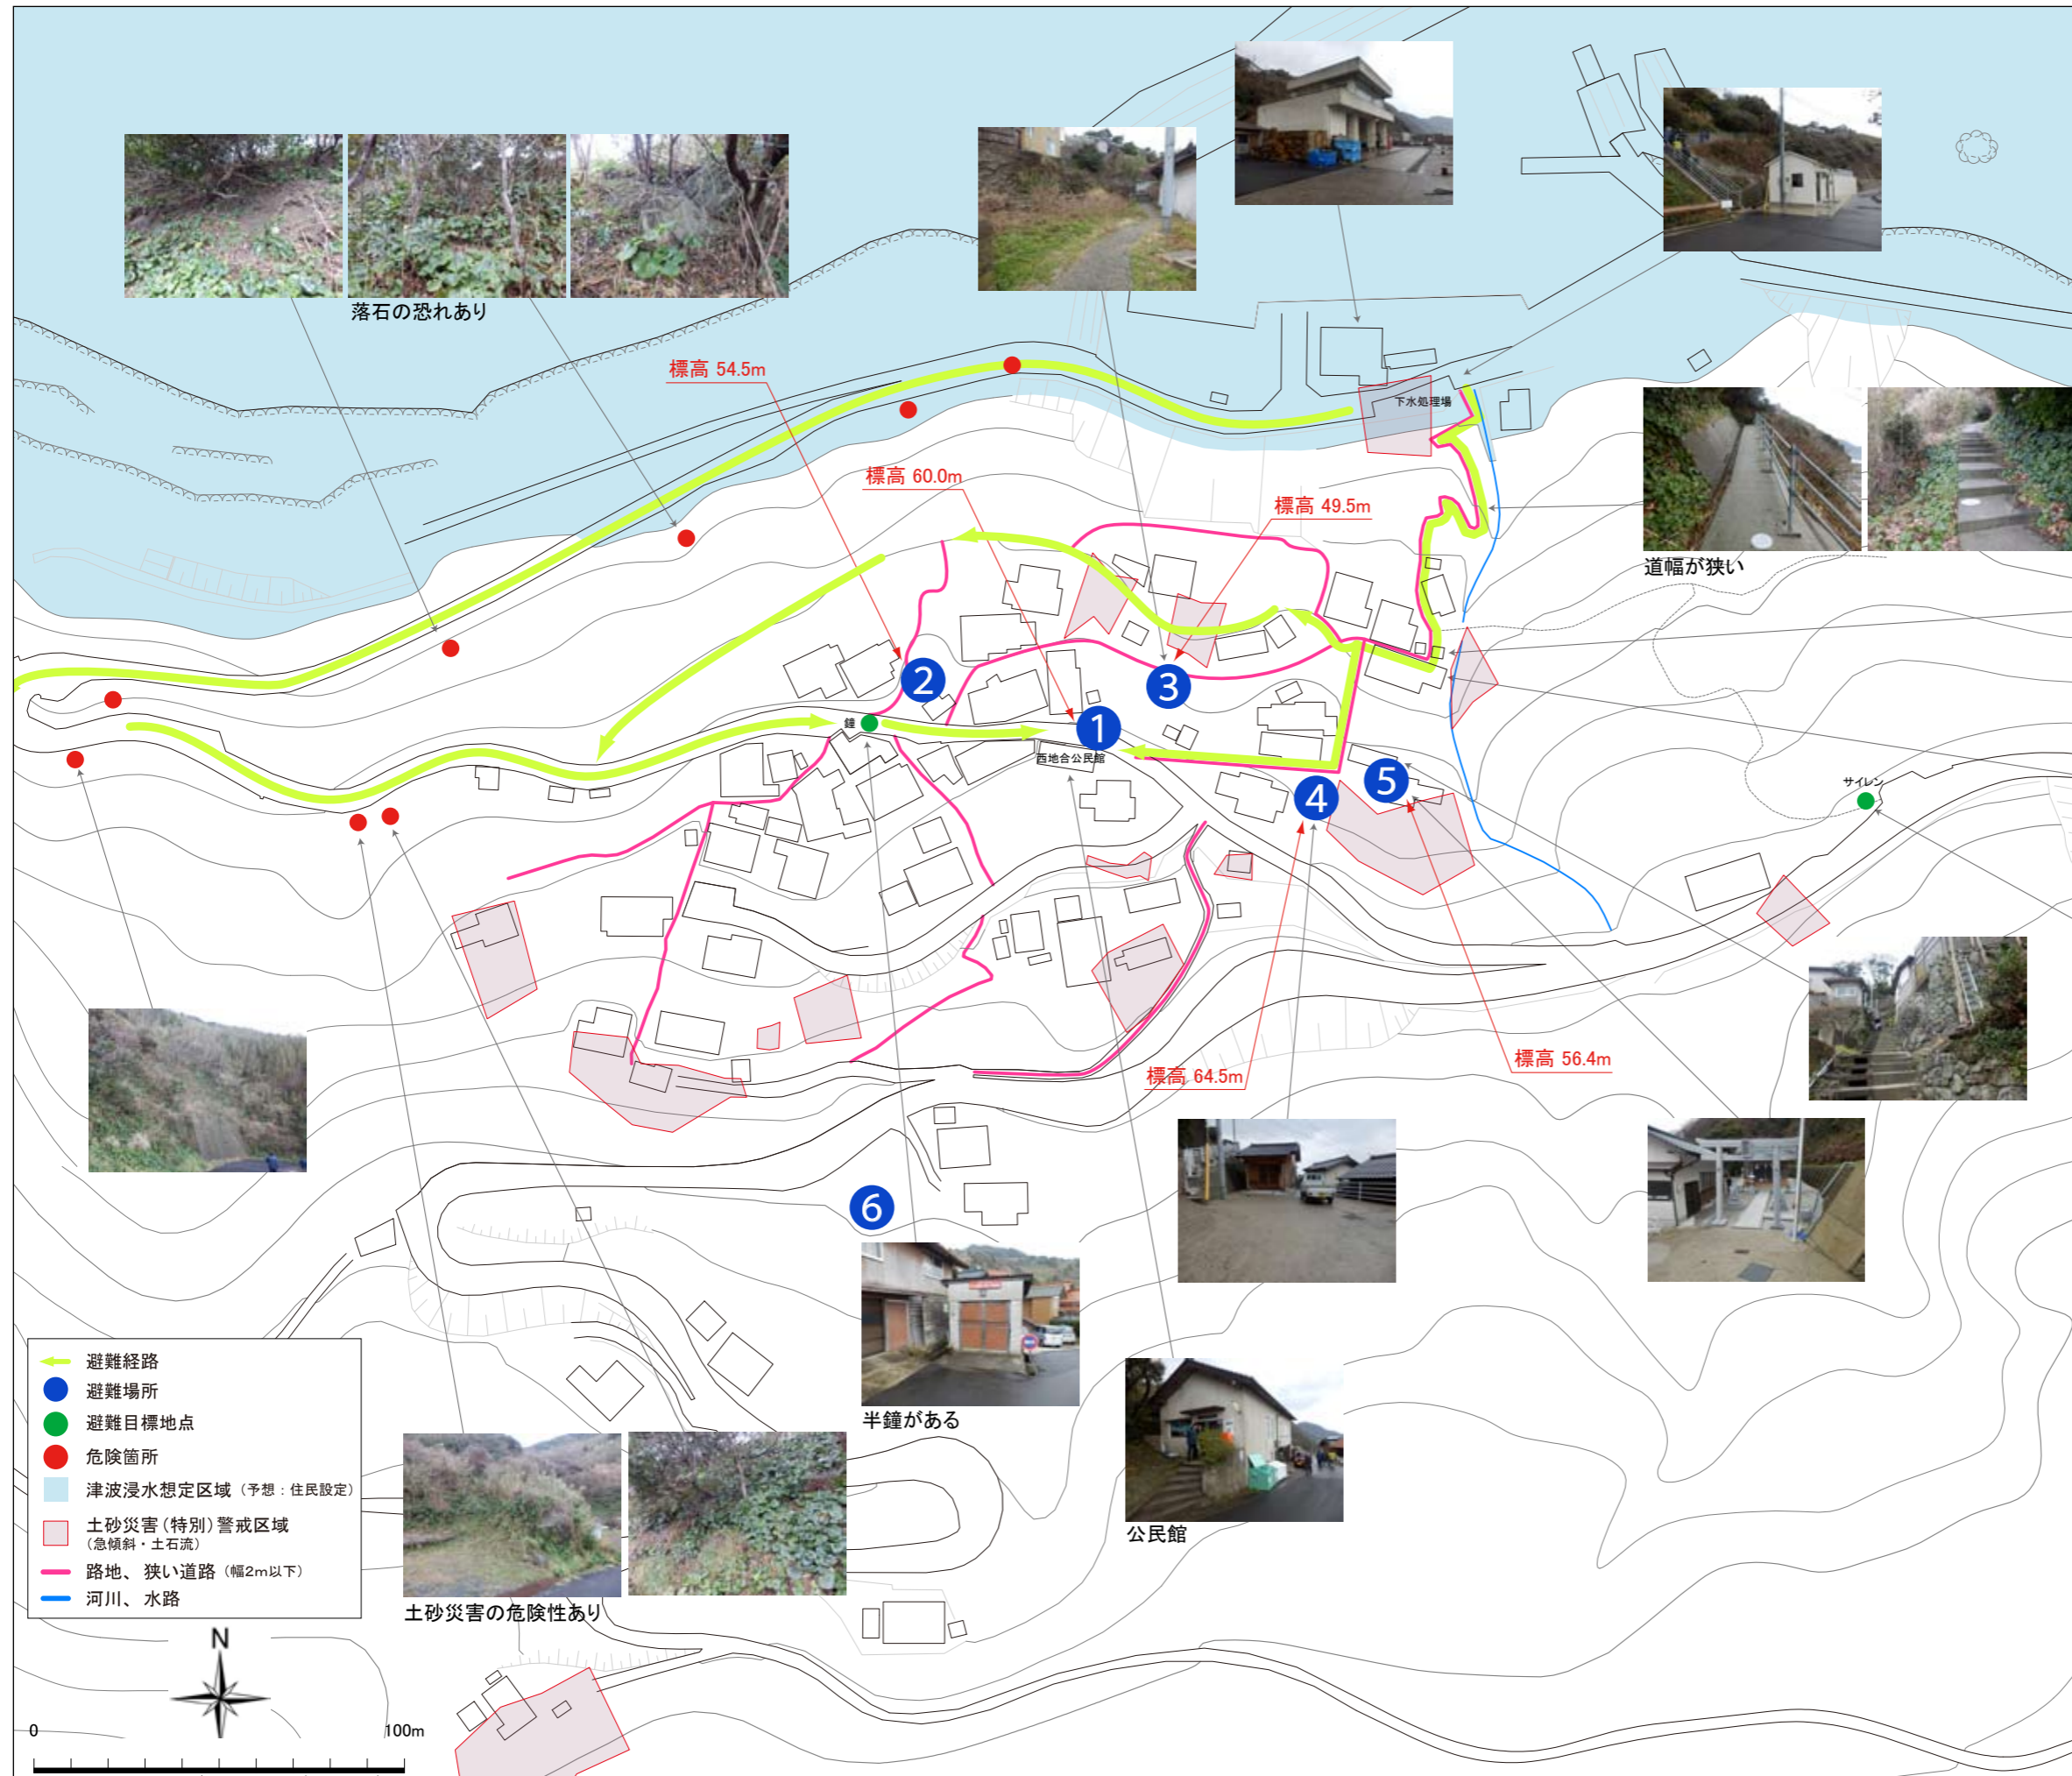 落石の恐れあり
標高 54.5m
下水処理場
標高 60.0m
標高 49.5m
道幅が狭い
2
3
鐘
1
西地合公民館
5
4
サイレン
標高 56.4m
標高 64.5m
6
半鐘がある
公民館
避難経路
避難場所
避難目標地点
危険箇所
津波浸水想定区域(予想:住民設定)
土砂災害(特別)警戒区域
(急傾斜・土石流)
路地、狭い道路(幅2m以下)
河川、水路
土砂災害の危険性あり
N
0 100m